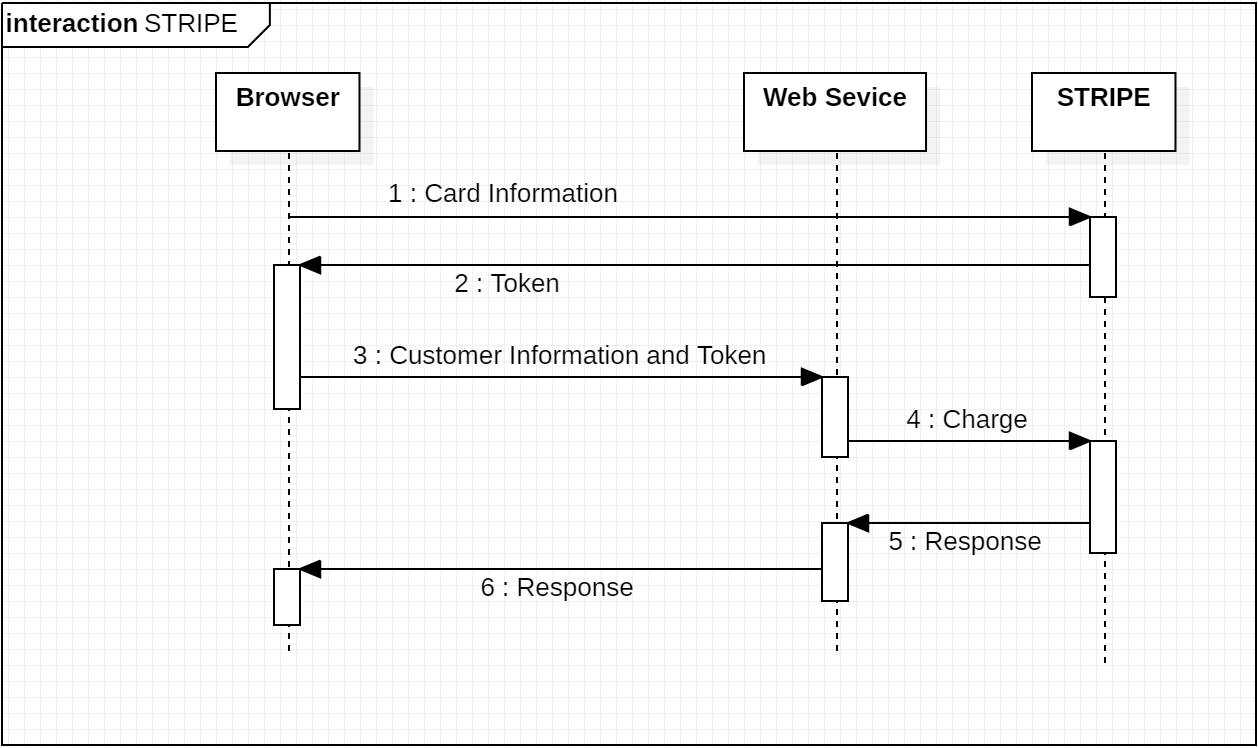 interaction STRIPE
Browser
Web Sevice
STRIPE
1 : Card Information
2 : Token
3 : Customer Information and Token
4 : Charge
5 : Response
6 : Response